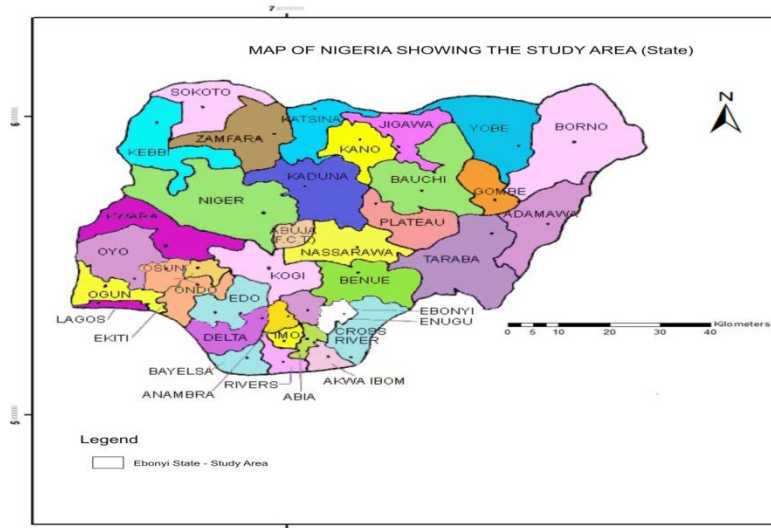 7
MAP OF NIGERIA SHOWING THE STUDY AREA (State)
N
6
SOKOTO
KATSINA
JIGAWA
YOBE
BORNO
ZAMFARA
KANO
KEBBI
KADUNA
BAUCHI
GOMBE
NIGER
ADAMAWA
KWARA
PLATEAU
ABUJA
(F.C.T)
OYO
NASSARAWA
TARABA
OSUN
KOGI
BENUE
OGUN
ONDO
EDO
LAGOS
EBONYI
ENUGU
EKITI
DELTA
IMO
CROSS
RIVER
0 5 10 20 30 40
Kilometers
BAYELSA
RIVERS
AKWA IBOM
ANAMBRA
ABIA
5
Legend
Ebonyi State - Study Area